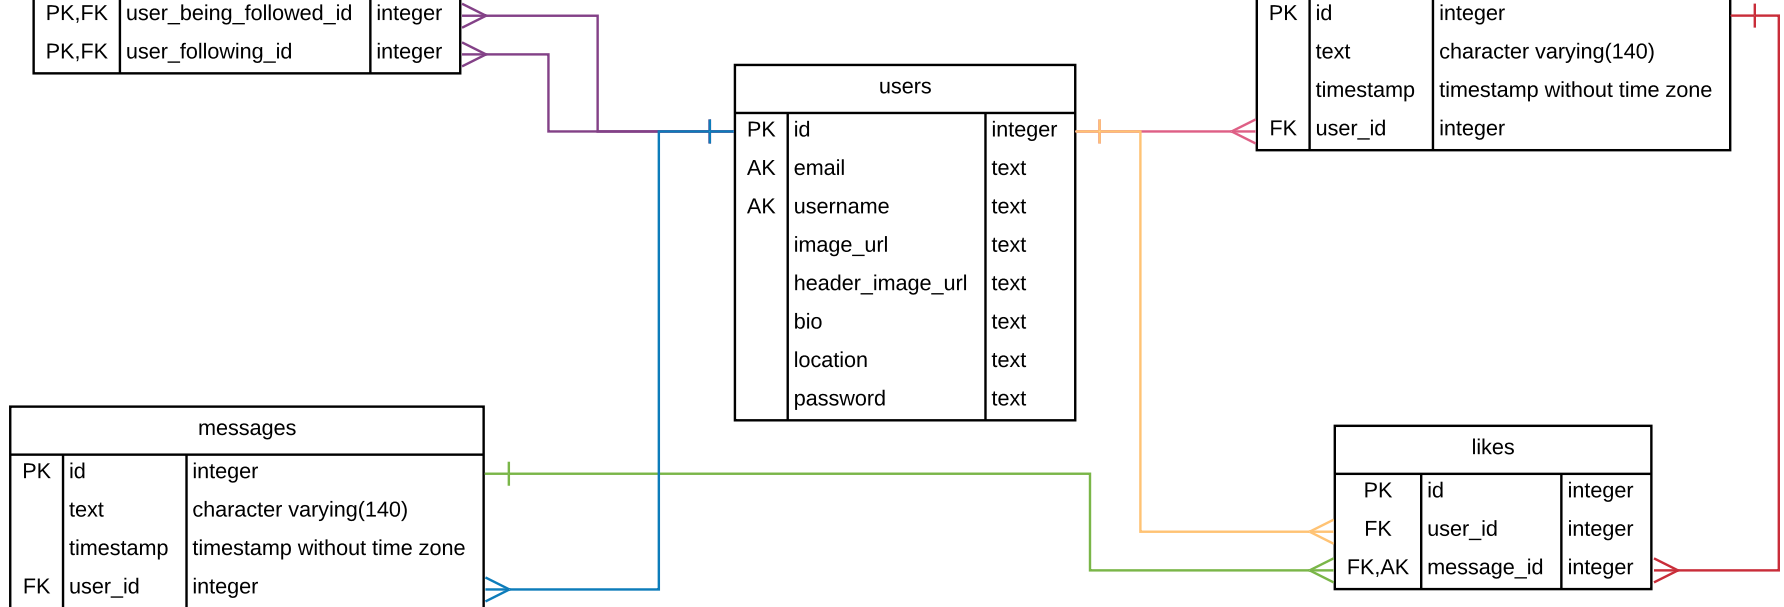 PK,FK user_being_followed_id integer
PK,FK user_following_id integer
PK id integer
text character varying(140)
timestamp timestamp without time zone
FK user_id integer
users
PK id integer
AK email text
AK username text
image_url text
header_image_url text
bio text
location text
password text
messages
PK id integer
text character varying(140)
timestamp timestamp without time zone
FK user_id integer
likes
PK id integer
FK user_id integer
FK,AK message_id integer